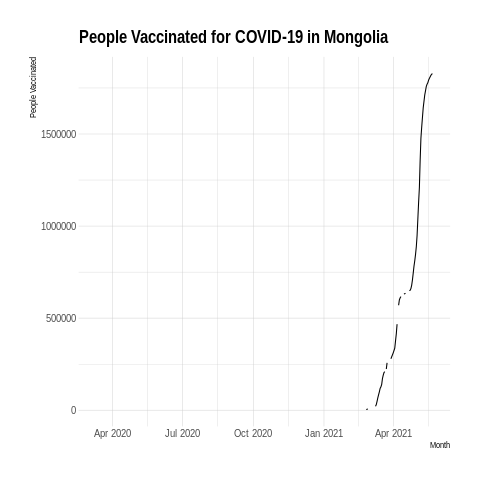 People Vaccinated for COVID-19 in Mongolia
People Vaccinated
1500000
1000000
500000
0
Apr 2020 Jul 2020 Oct 2020 Jan 2021 Apr 2021
Month